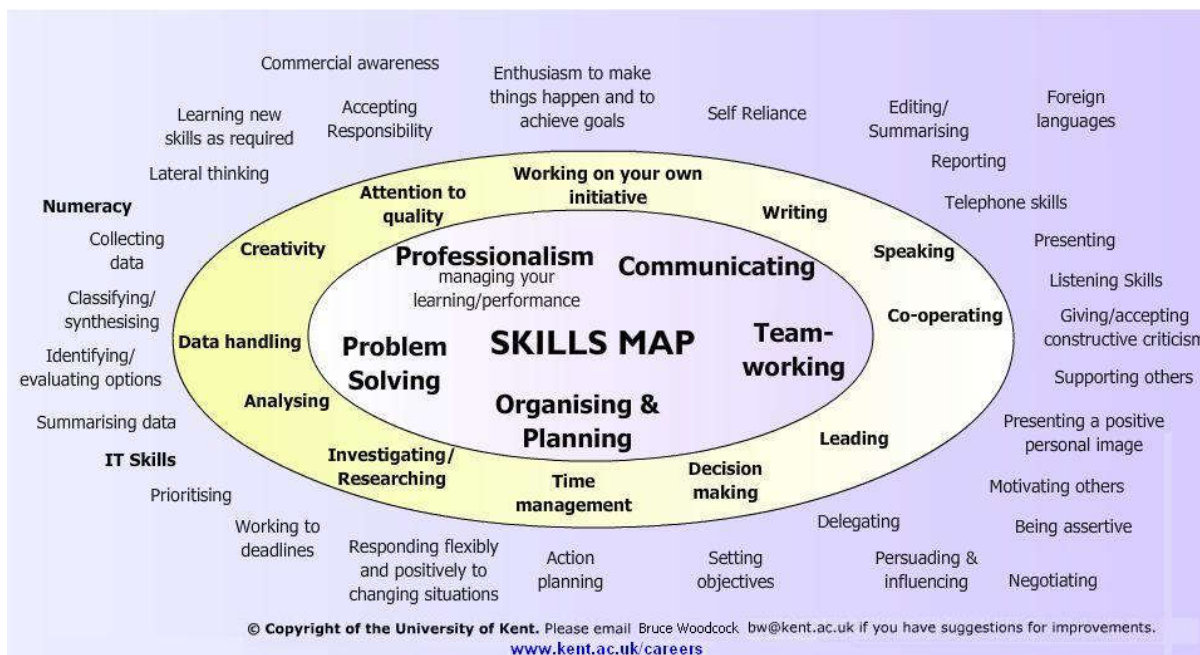 Commercial awareness
Enthusiasm to make
things happen and to
achieve goals
Learning new
skills as required
Accepting
Responsibility
Self Reliance
Editing/
Summarising
Foreign
languages
Lateral thinking
Reporting
Numeracy
Telephone skills
Collecting
data
Presenting
Classifying/
synthesising
Listening Skills
Identifying/
evaluating options
Giving/accepting
constructive criticism
Supporting others
Summarising data
Presenting a positive
personal image
IT Skills
Motivating others
Prioritising
Being assertive
Working to
deadlines
Delegating
Responding flexibly
and positively to
changing situations
Action
planning
Setting
objectives
Persuading &
influencing
Negotiating
Attention to
quality
Working on your own
initiative
Writing
Creativity
Speaking
Co-operating
Data handling
Analysing
Leading
Investigating/
Researching
Time
management
Decision
making
Professionalism
managing your
learning/performance
Communicating
SKILLS MAP
Problem
Solving
Team-
working
Organising &
Planning
© Copyright of the University of Kent. Please email Bruce Woodcock bw@kent.ac.uk if you have suggestions for improvements.
www.kent.ac.uk/careers